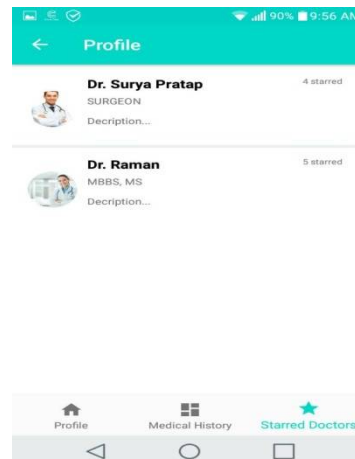 90% 9:56 AM
Profile
Dr. Surya Pratap
4 starred
SURGEON
Decription...
Dr. Raman
5 starred
MBBS, MS
Decription...
Profile
Medical History
Starred Doctors